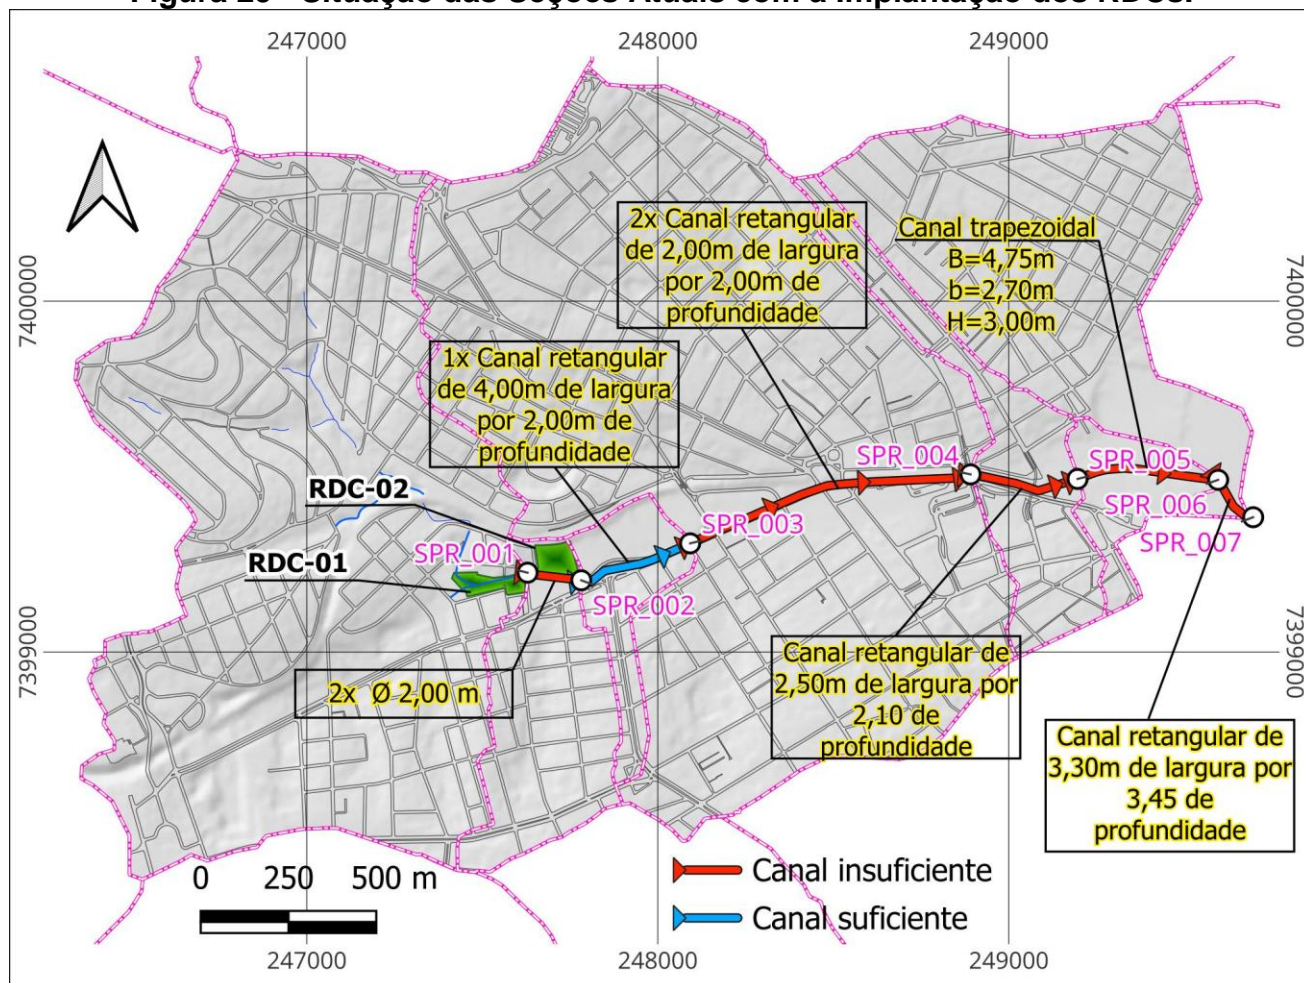 Figura 20 - Situação das Seções Atuais com a Implantação dos RDCs.
247000
248000
249000
7400000
7400000
2x Canal retangular
de 2,00m de largura
por 2,00m de
profundidade
Canal trapezoidal
B=4,75m
b=2,70m
H=3,00m
1x Canal retangular
de 4,00m de largura
por 2,00m de
profundidade
SPR_004
SPR_005
RDC-02
SPR_006
SPR_003
SPR_007
SPR_001
RDC-01
SPR_002
7399000
7399000
2x Ø 2,00 m
Canal retangular de
2,50m de largura por
2,10 de
profundidade
Canal retangular de
3,30m de largura por
3,45 de
profundidade
0 250 500 m
Canal insuficiente
Canal suficiente
247000
248000
249000